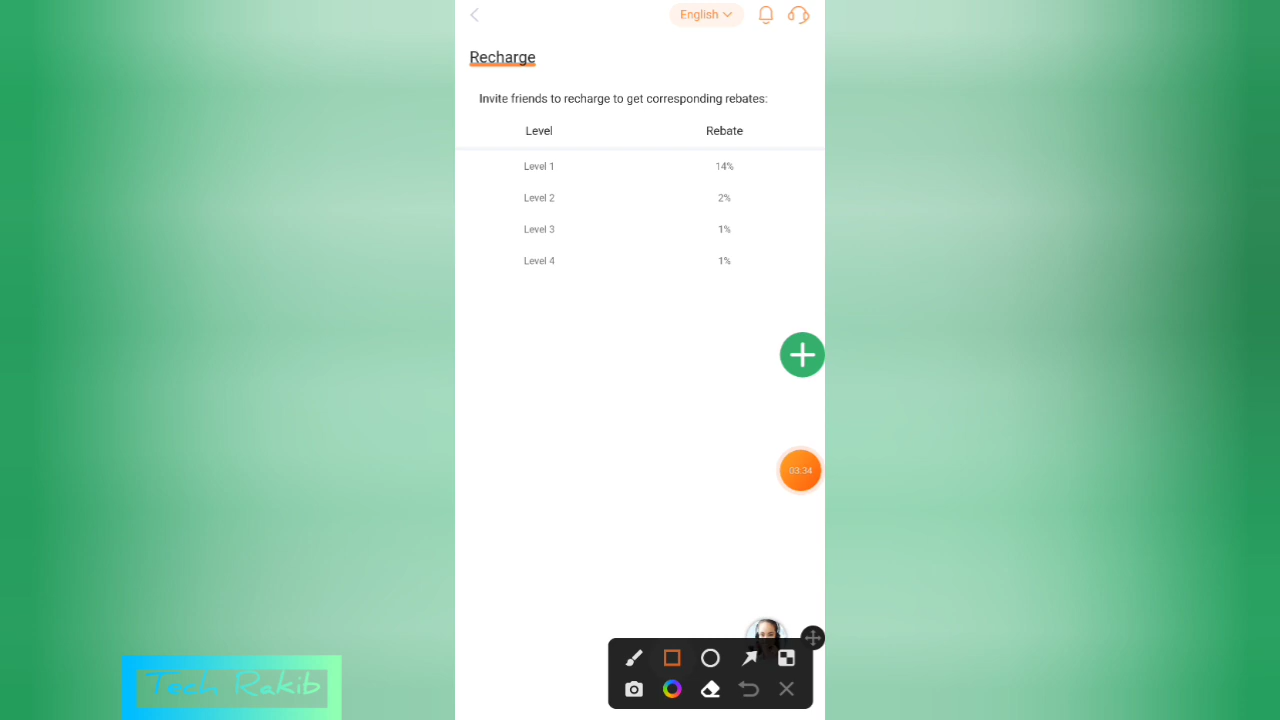 English
Recharge
Invite friends to recharge to get corresponding rebates:
Level Rebate
Level 1 14%
Level 2 2%
Level 3 1%
Level 4 1%
03:34
Tech Rakib